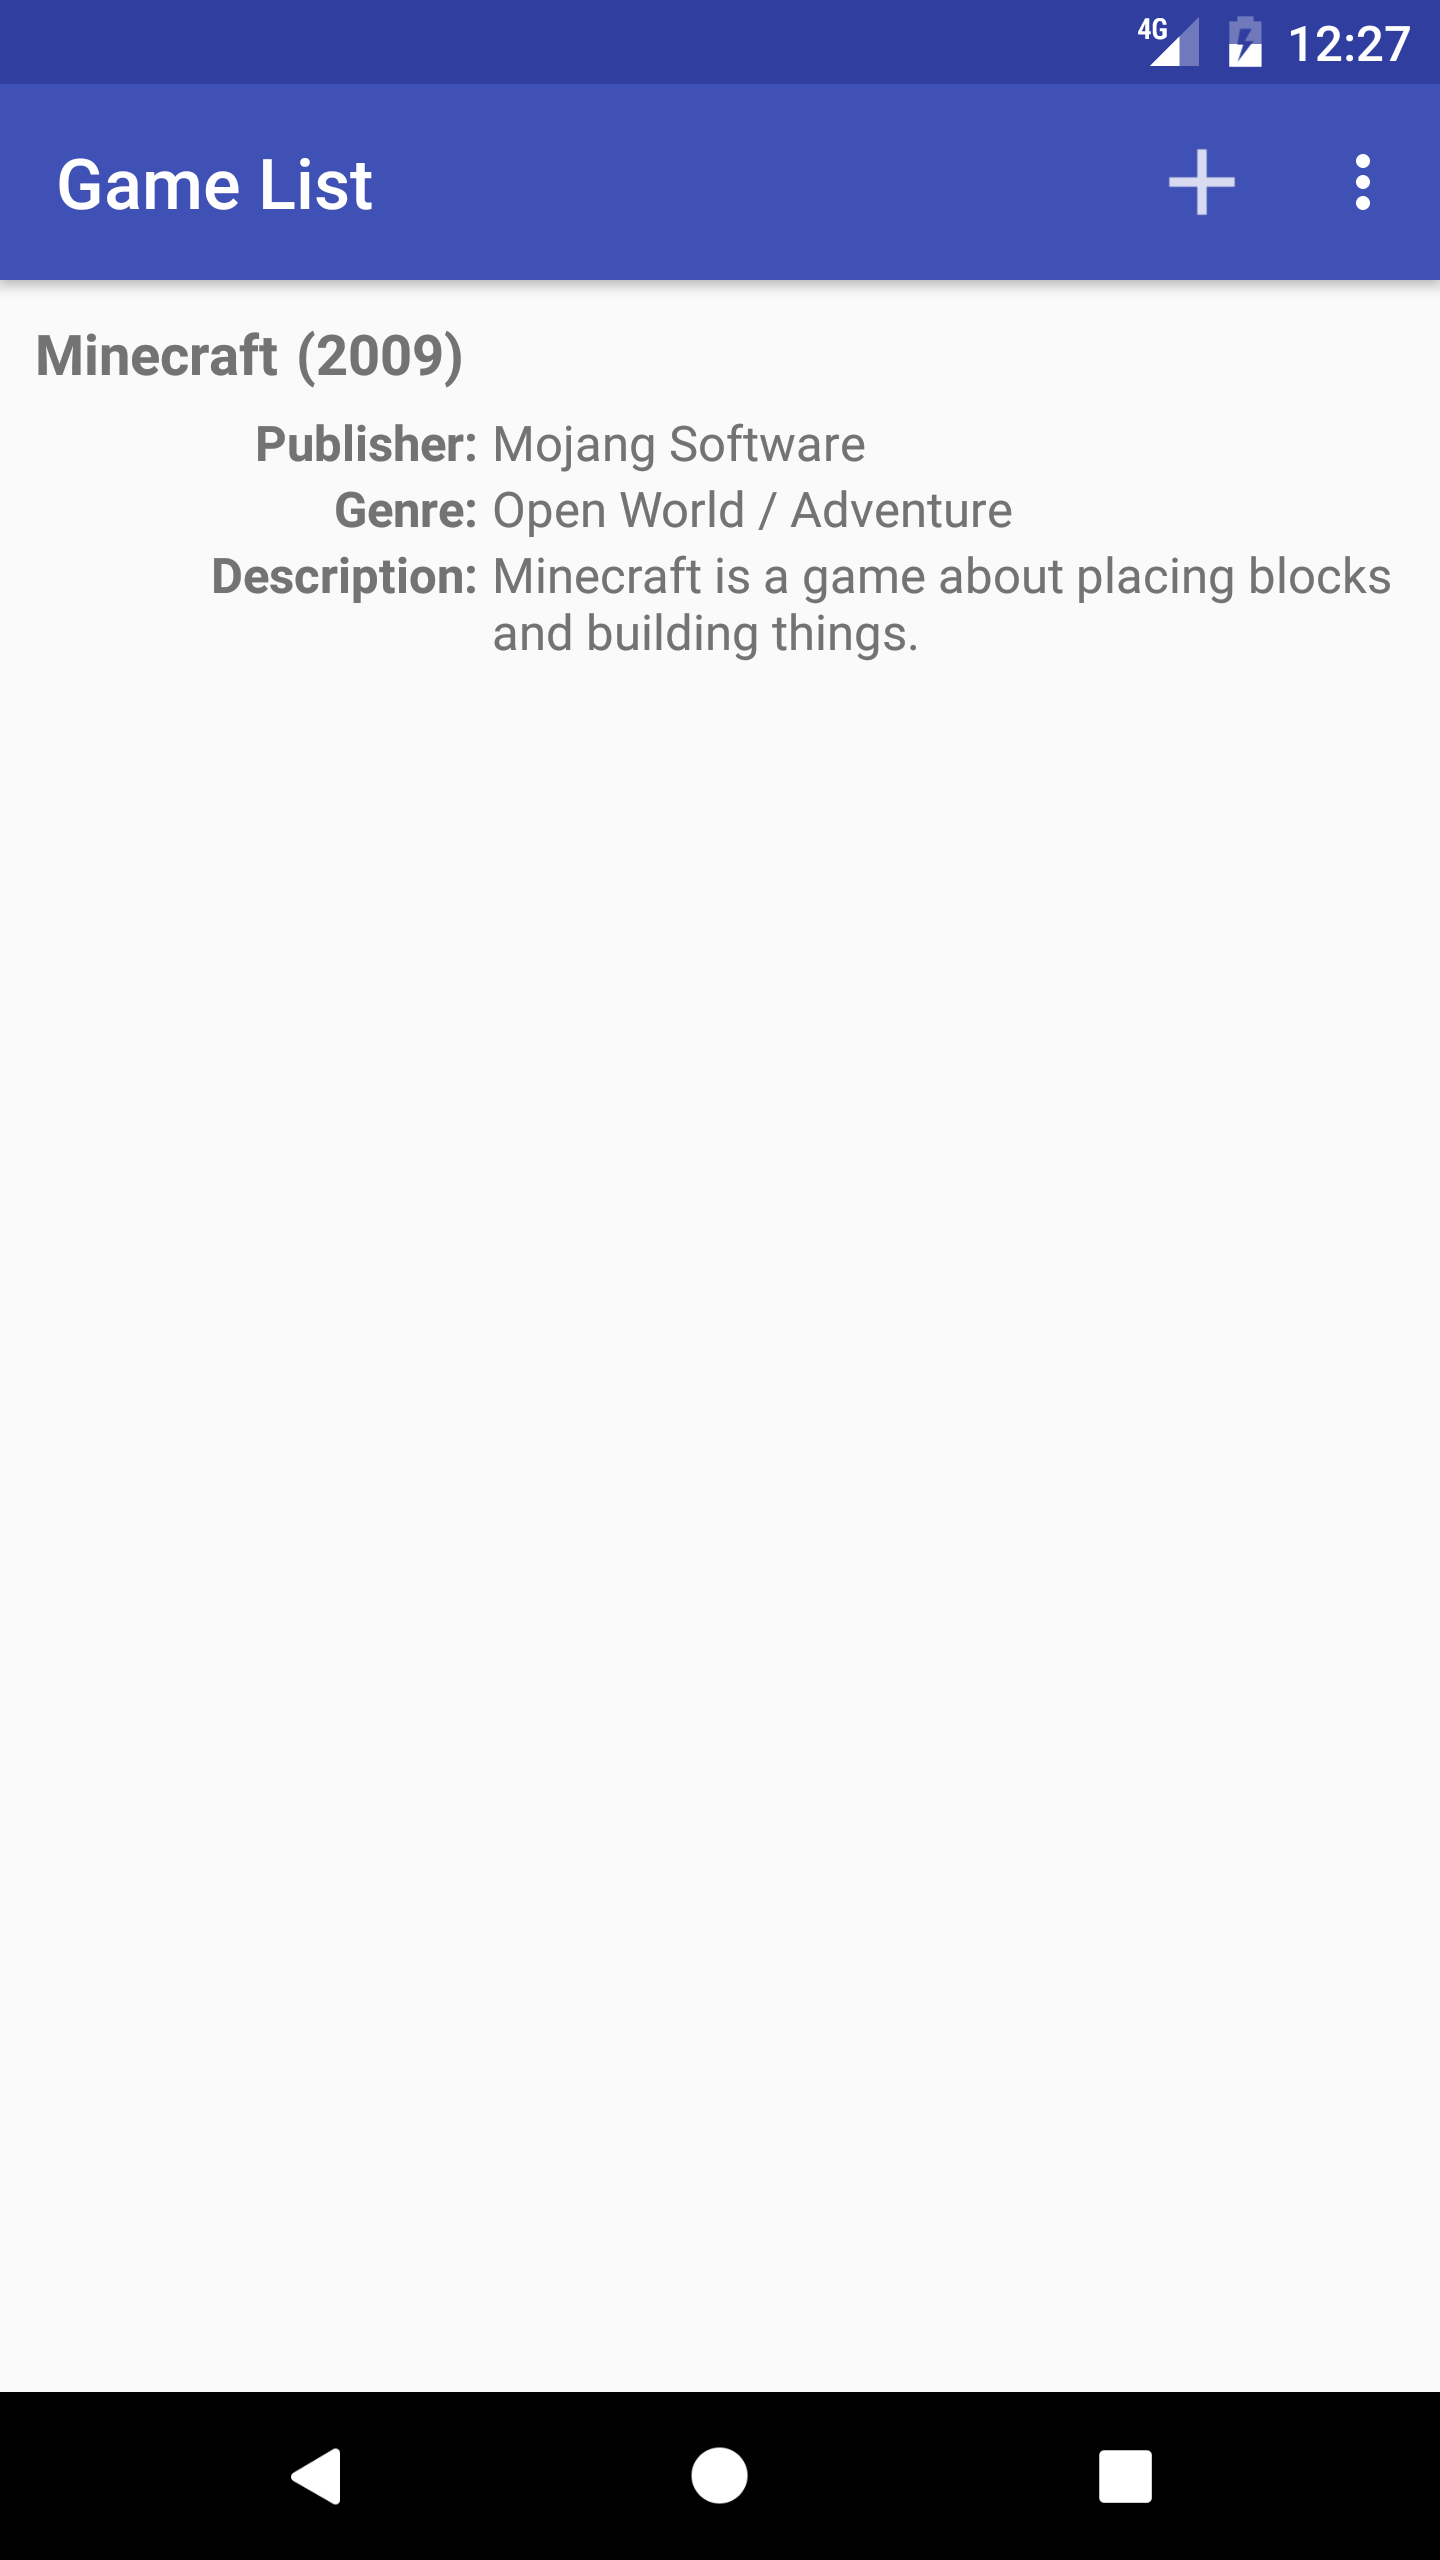 4G 12:27
Game List
Minecraft (2009)
Publisher: Mojang Software
Genre: Open World / Adventure
Description: Minecraft is a game about placing blocks
and building things.